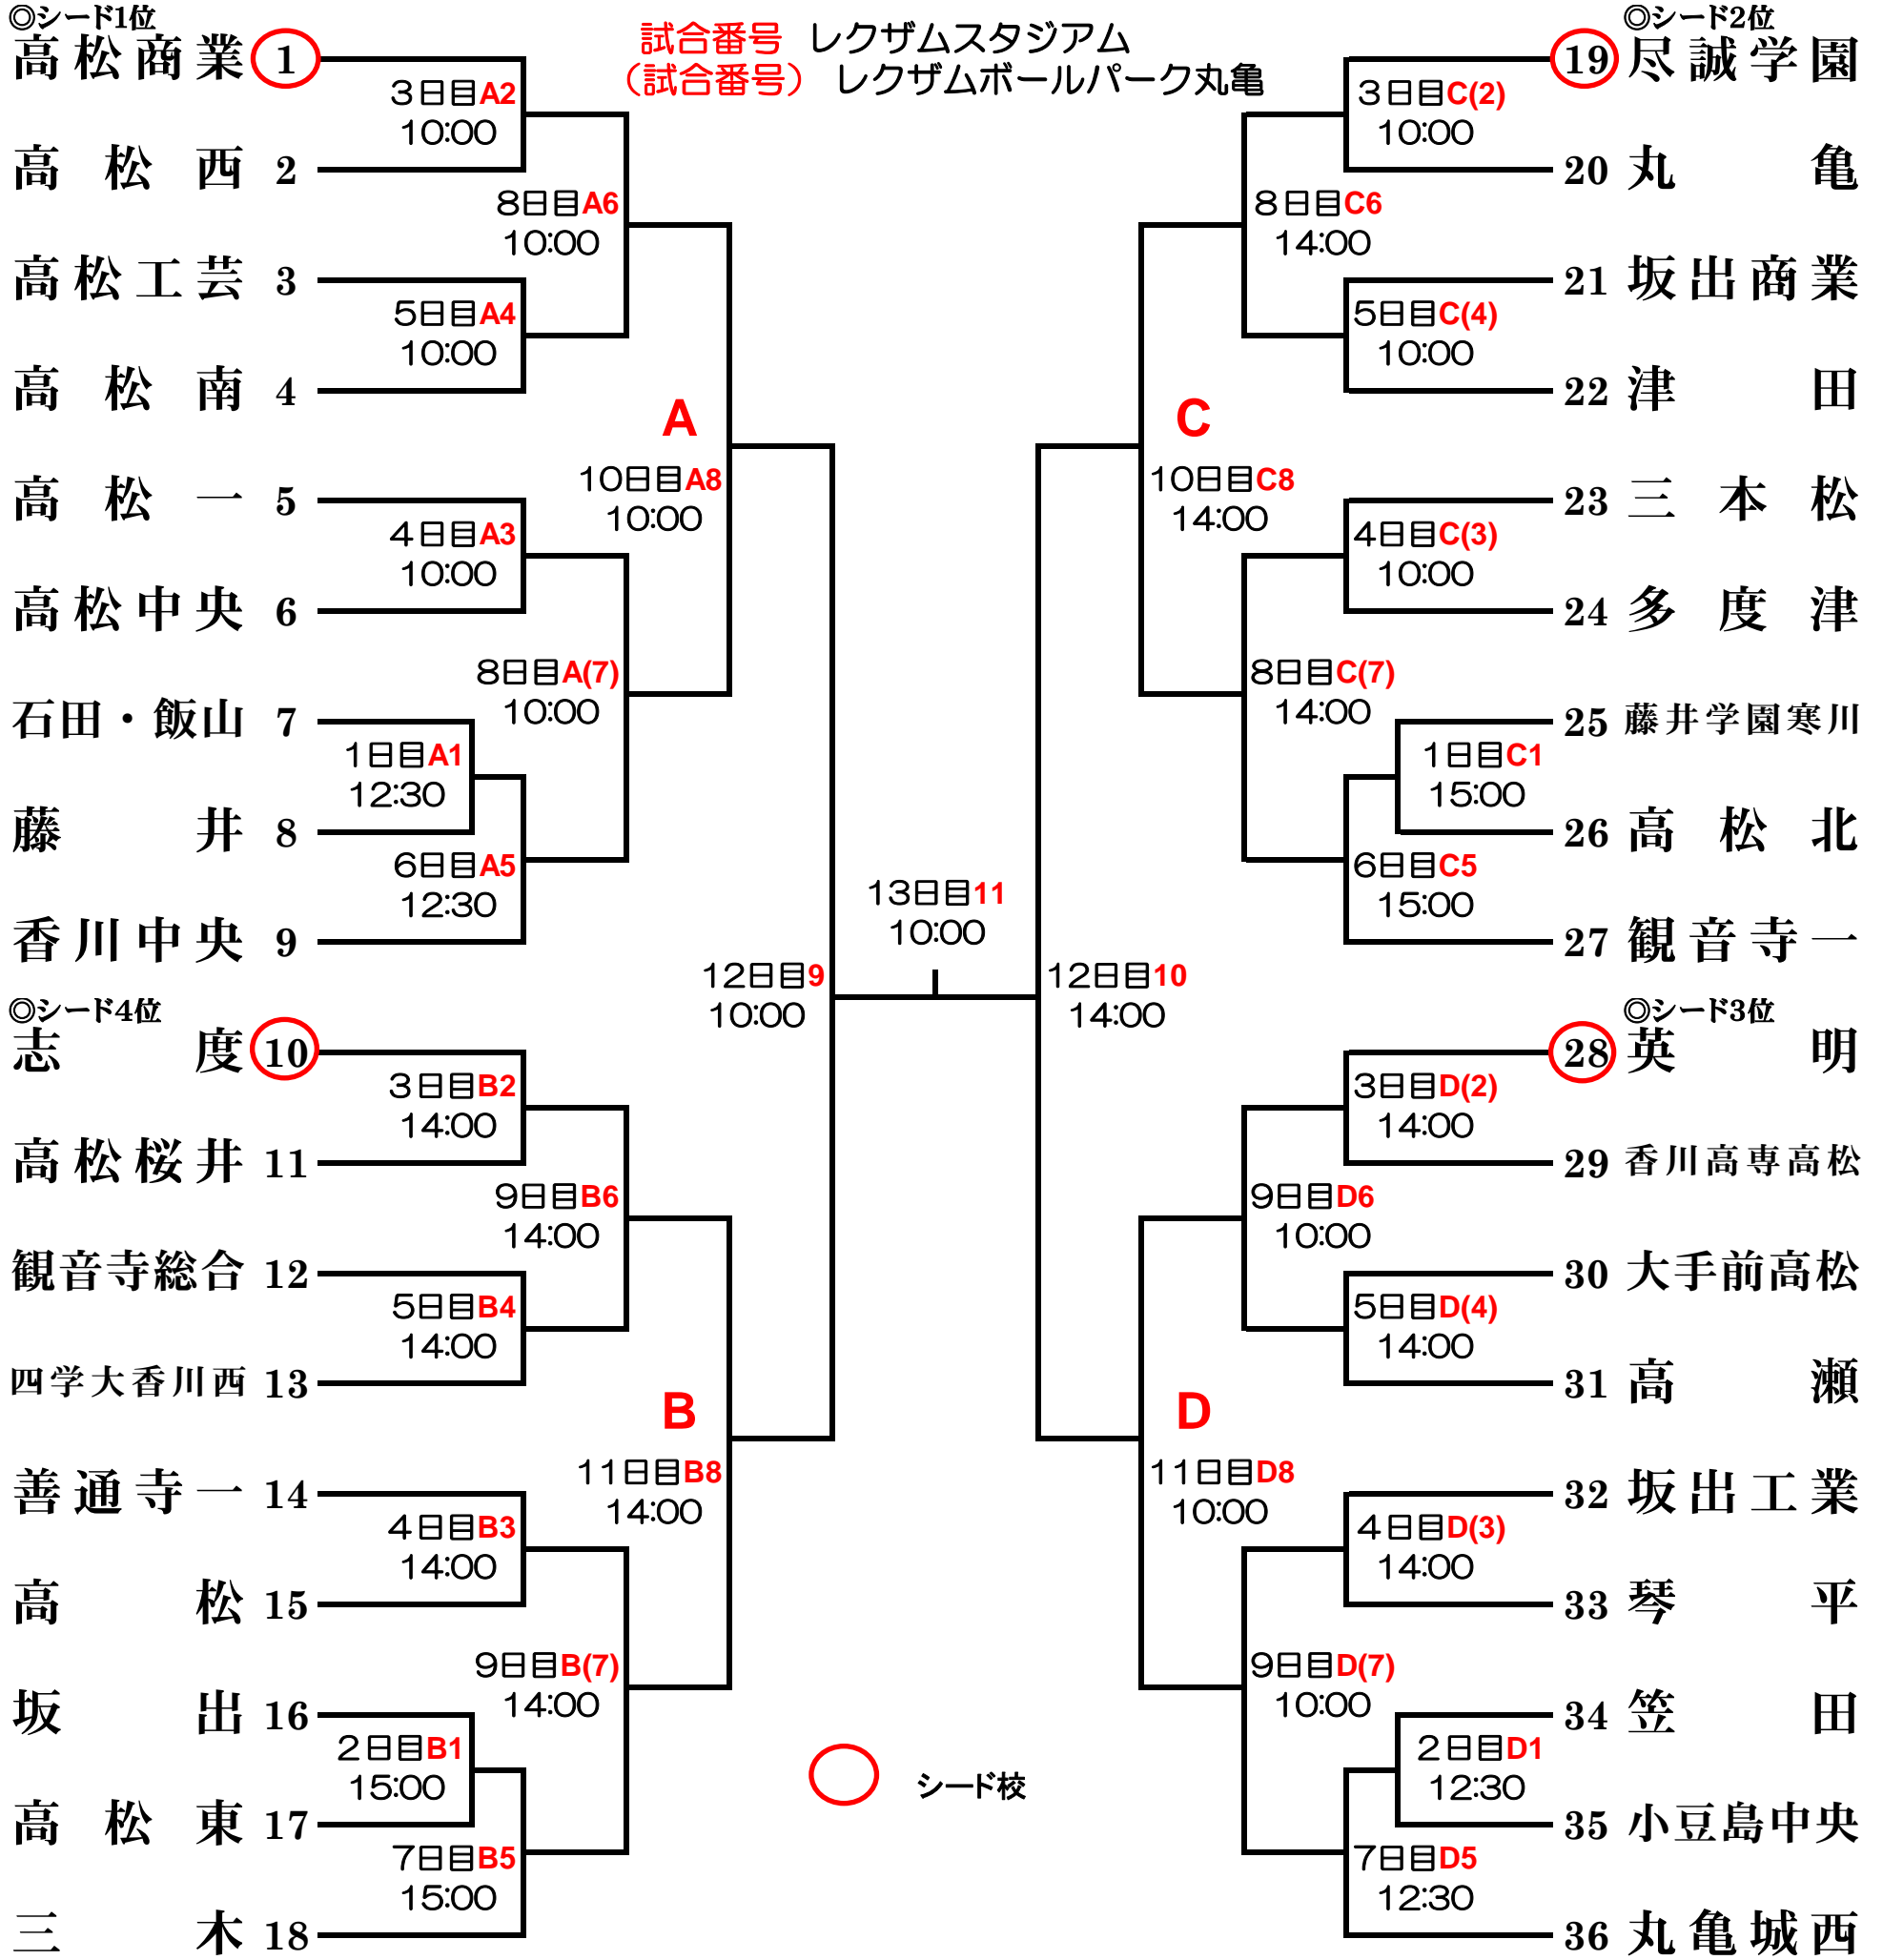 ◎シード1位
高松商業 1
試合番号 レクザムスタジアム
(試合番号) レクザムボールパーク丸亀
3日目A2
10:00
高松西 2
8日目A6
10:00
高松工芸 3
5日目A4
10:00
高松南 4
A
10日目A8
10:00
高松一 5
4日目A3
10:00
高松中央 6
8日目A(7)
10:00
石田・飯山 7
1日目A1
12:30
藤井 8
6日目A5
12:30
香川中央 9
12日目9
10:00
◎シード4位
志度 10
3日目B2
14:00
高松桜井 11
9日目B6
14:00
観音寺総合 12
5日目B4
14:00
四学大香川西 13
B
11日目B8
14:00
善通寺一 14
4日目B3
14:00
高松 15
9日目B(7)
14:00
坂出 16
2日目B1
15:00
高松東 17
7日目B5
15:00
三木 18
13日目11
10:00
シード校
◎シード2位
19 尽誠学園
3日目C(2)
10:00
20 丸亀
8日目C6
14:00
21 坂出商業
5日目C(4)
10:00
22 津田
C
10日目C8
14:00
23 三本松
4日目C(3)
10:00
24 多度津
8日目C(7)
14:00
25 藤井学園寒川
1日目C1
15:00
26 高松北
6日目C5
15:00
27 観音寺一
12日目10
14:00
◎シード3位
28 英明
3日目D(2)
14:00
29 香川高専高松
9日目D6
10:00
30 大手前高松
5日目D(4)
14:00
31 高瀬
D
11日目D8
10:00
32 坂出工業
4日目D(3)
14:00
33 琴平
9日目D(7)
10:00
34 笠田
2日目D1
12:30
35 小豆島中央
7日目D5
12:30
36 丸亀城西